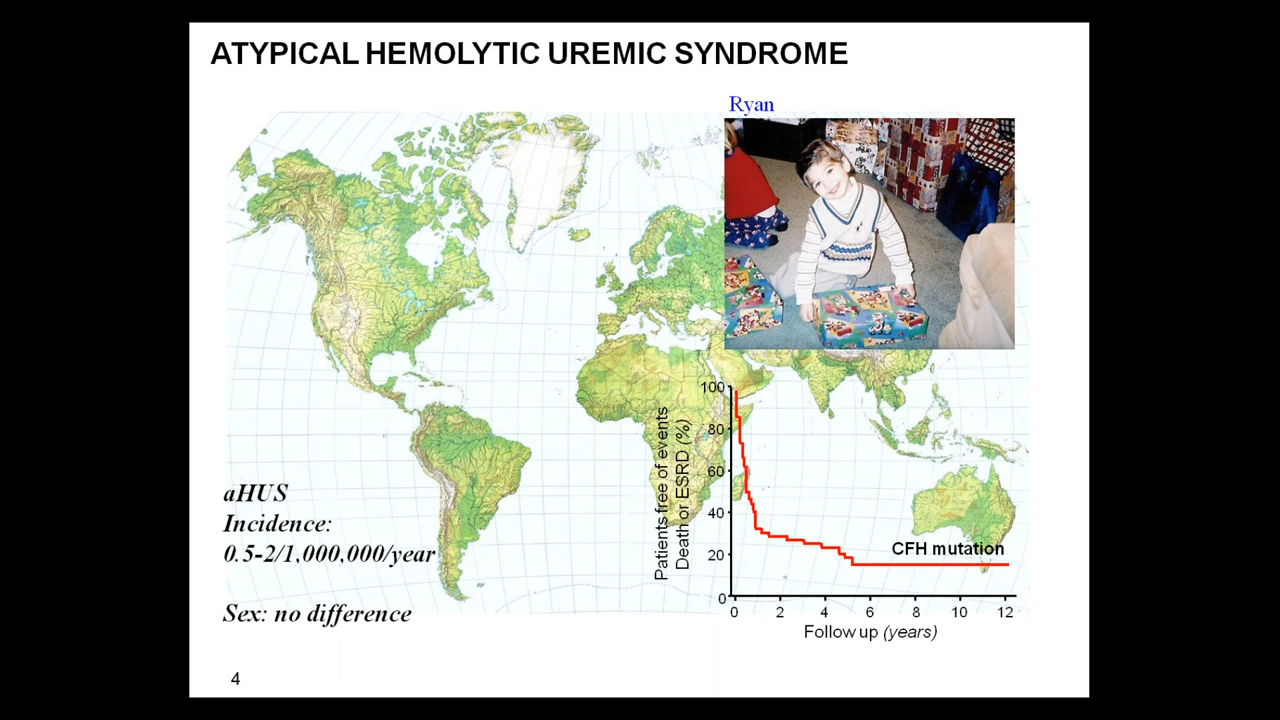 ATYPICAL HEMOLYTIC UREMIC SYNDROME
Ryan
aHUS
Incidence:
0.5-2/1,000,000/year
Sex: no difference
Patients free of events
Death or ESRD (%)
100
80
60
40
20
0
CFH mutation
0 2 4 6 8 10 12
Follow up (years)
4